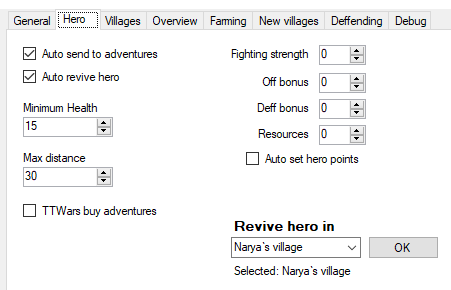 General Hero Villages Overview Farming New villages Deffending Debug
Auto send to adventures
Auto revive hero
Minimum Health
15
Max distance
30
TTWars buy adventures
Fighting strength 0
Off bonus 0
Deff bonus 0
Resources 0
Auto set hero points
Revive hero in
Narya`s village OK
Selected: Narya`s village